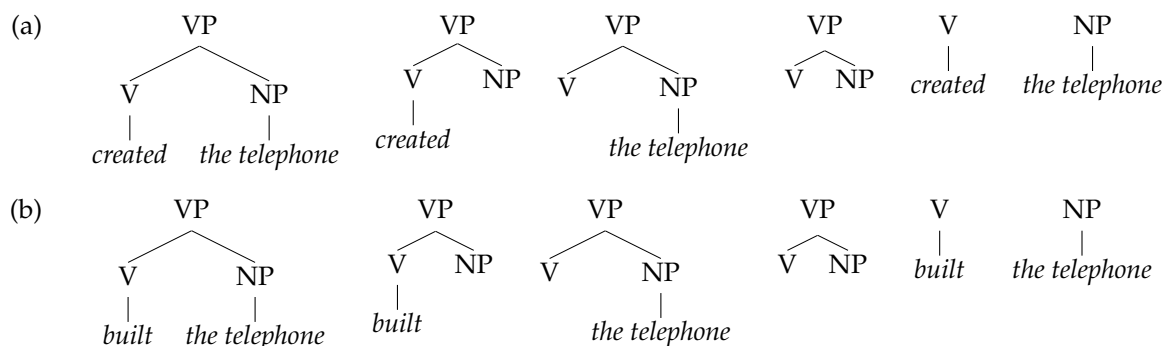 (a) VP VP VP VP V NP
V NP V NP V NP V NP created the telephone
created the telephone created the telephone
(b) VP VP VP VP V NP
V NP V NP V NP V NP built the telephone
built the telephone built the telephone